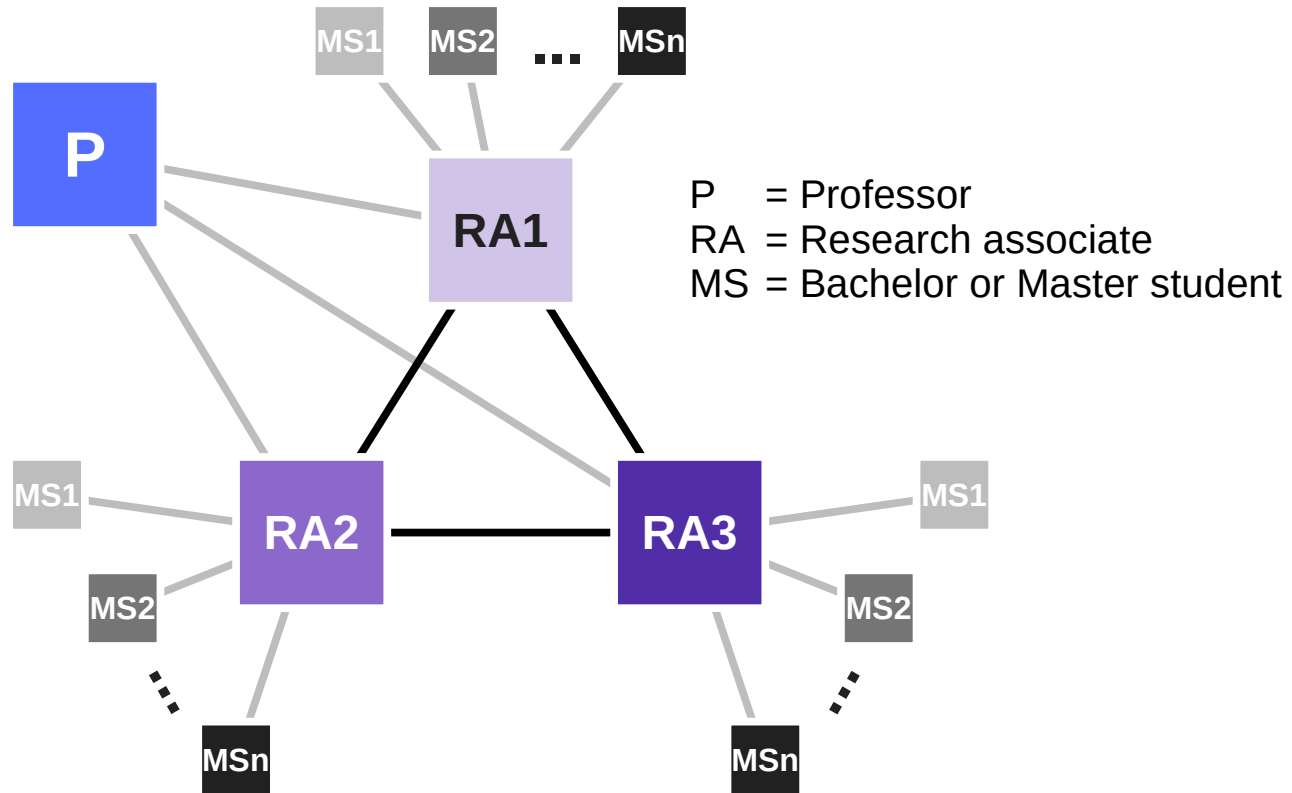 MS1 MS2 ... MSn
P
RA1
P = Professor
RA = Research associate
MS = Bachelor or Master student
MS1
RA2
RA3
MS1
MS2
MS2
MSn
MSn